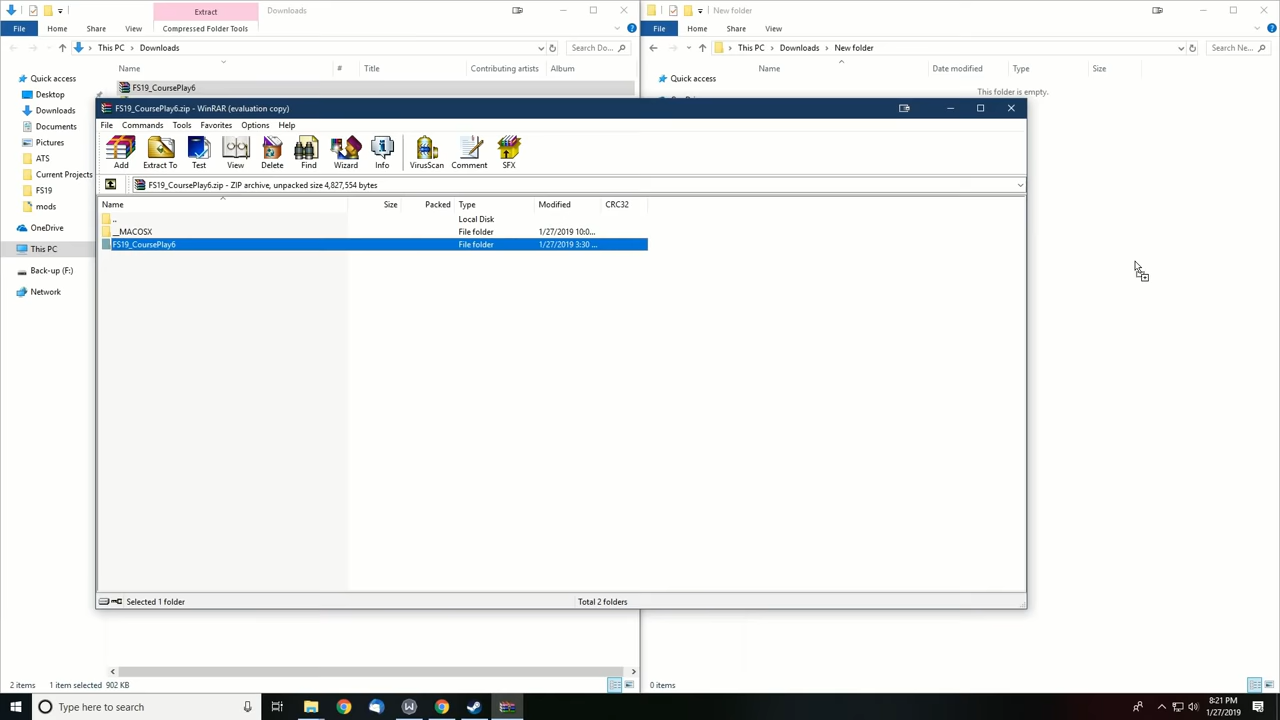 Extract
Downloads
File
Home
Share
View
Compressed Folder Tools
This PC
Downloads
Search Do...
Name
#
Title
Contributing artists
Album
Quick access
FS19_CoursePlay6
Desktop
Downloads
Documents
Pictures
ATS
Current Projects
FS19
mods
OneDrive
This PC
Back-up (F:)
Network
2 items
1 item selected 902 KB
New folder
File
Home
Share
View
This PC
Downloads
New folder
Search Ne...
Name
Date modified
Type
Size
Quick access
This folder is empty.
0 items
FS19_CoursePlay6.zip - WinRAR (evaluation copy)
File
Commands
Tools
Favorites
Options
Help
Add
Extract To
Test
View
Delete
Find
Wizard
Info
VirusScan
Comment
SFX
FS19_CoursePlay6.zip - ZIP archive, unpacked size 4,827,554 bytes
Name
Size
Packed
Type
Modified
CRC32
..
Local Disk
__MACOSX
File folder
1/27/2019 10:0...
FS19_CoursePlay6
File folder
1/27/2019 3:30 ...
Selected 1 folder
Total 2 folders
Type here to search
8:21 PM
1/27/2019